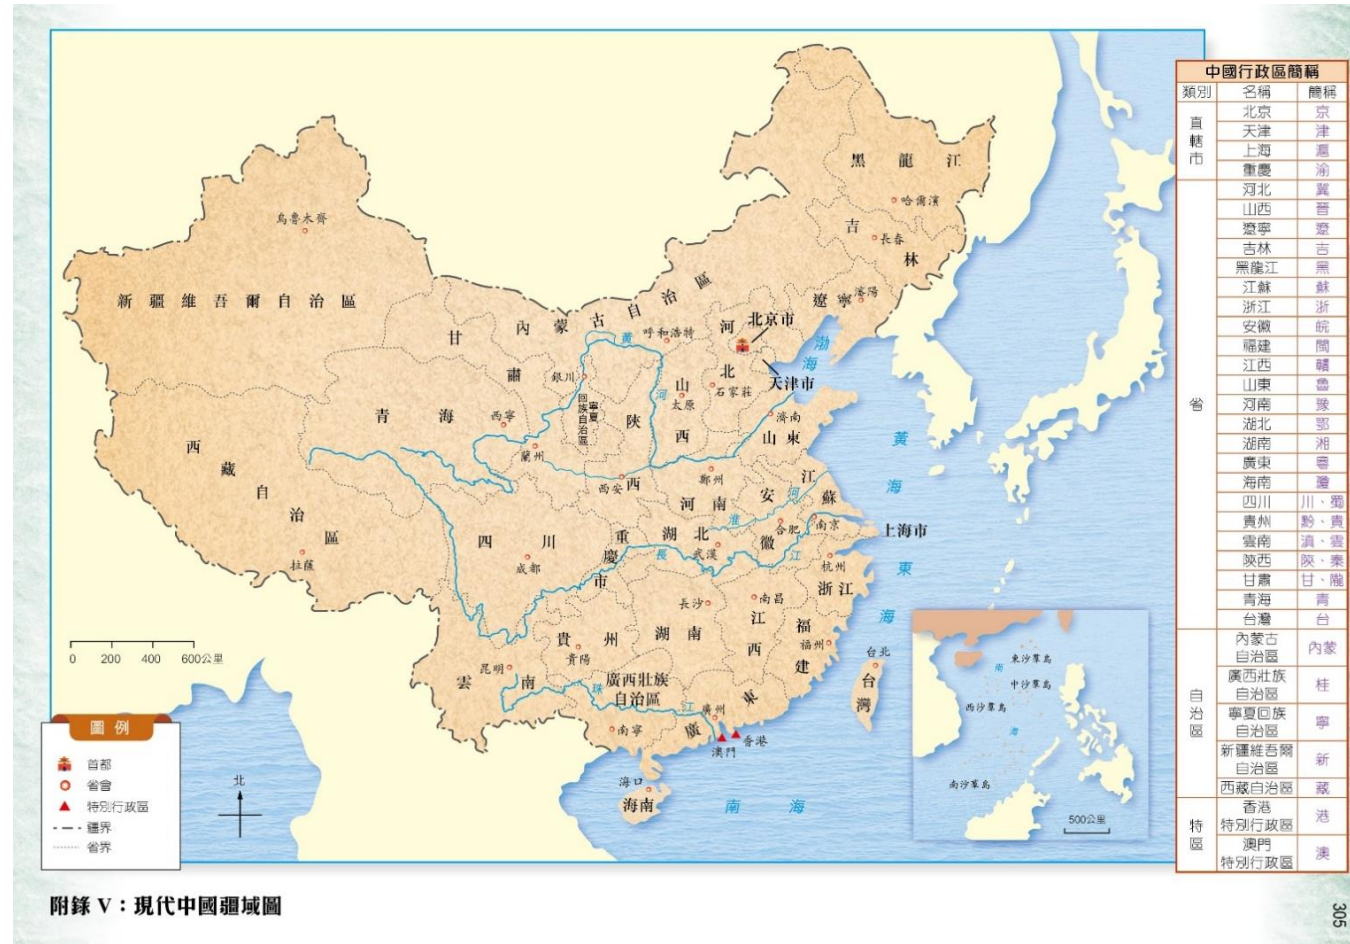 中國行政區簡稱
類別 名稱 簡稱
直轄市
北京 京
天津 津
上海 滬
重慶 渝
省
河北 冀
山西 晉
遼寧 遼
吉林 吉
黑龍江 黑
江蘇 蘇
浙江 浙
安徽 皖
福建 閩
江西 贛
山東 魯
河南 豫
湖北 鄂
湖南 湘
廣東 粵
海南 瓊
四川 川、蜀
貴州 黔、貴
雲南 滇、雲
陝西 陝、秦
甘肅 甘、隴
青海 青
台灣 台
自治區
內蒙古
自治區 內蒙
廣西壯族
自治區 桂
寧夏回族
自治區 寧
新疆維吾爾
自治區 新
西藏自治區 藏
特區
香港
特別行政區 港
澳門
特別行政區 澳
黑龍江
哈爾濱
吉林
長春
遼寧
瀋陽
烏魯木齊
新疆維吾爾自治區
內蒙古自治區
呼和浩特
甘肅
河北
北京市
天津市
渤海
石家莊
黃河
銀川
寧夏
回族自治區
山西
太原
陝西
西安
青海
西寧
蘭州
濟南
山東
黃海
西藏自治區
拉薩
鄭州
河南
安徽
合肥
江蘇
南京
淮河
上海市
四川
成都
重慶市
湖北
武漢
長江
杭州
浙江
東海
長沙
湖南
南昌
江西
福建
福州
貴州
貴陽
昆明
雲南
廣西壯族
自治區
南寧
珠江
廣東
廣州
香港
澳門
台北
台灣
海口
海南
南海
東沙羣島
中沙羣島
西沙羣島
南沙羣島
南海
500公里
0 200 400 600公里
圖例
首都
省會
特別行政區
疆界
省界
北
附錄 V：現代中國疆域圖
305